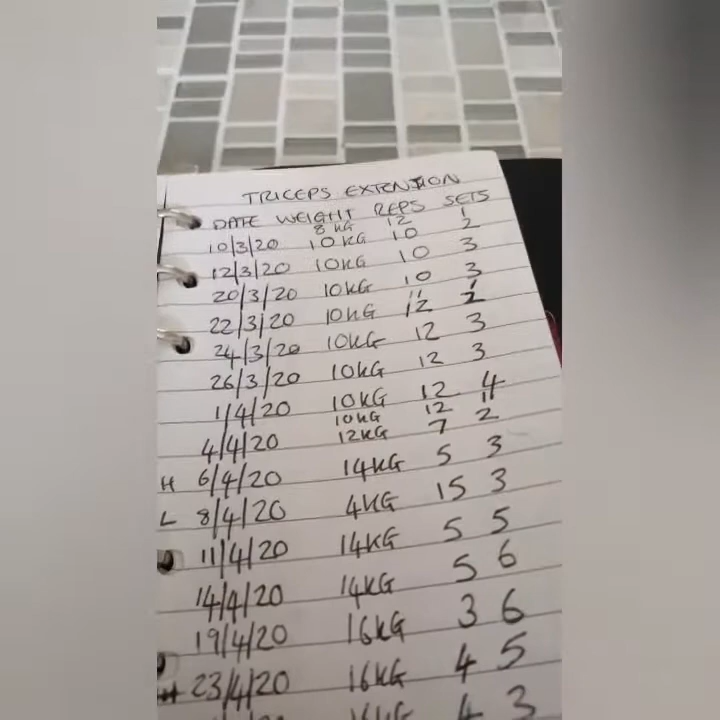 TRICEPS EXTENTION
DATE WEIGHT REPS SETS
8 KG 12 1
10/3/20 10KG 10 2
12/3/20 10KG 10 3
20/3/20 10KG 10 3
22/3/20 10KG 12 2
24/3/20 10KG 12 3
26/3/20 10KG 12 3
1/4/20 10KG 12 4
10KG 12
4/4/20 12KG 7 2
H 6/4/20 14KG 5 3
L 8/4/20 4KG 15 3
11/4/20 14KG 5 5
14/4/20 14KG 5 6
19/4/20 16KG 3 6
H 23/4/20 16KG 4 5
16KG 4 3